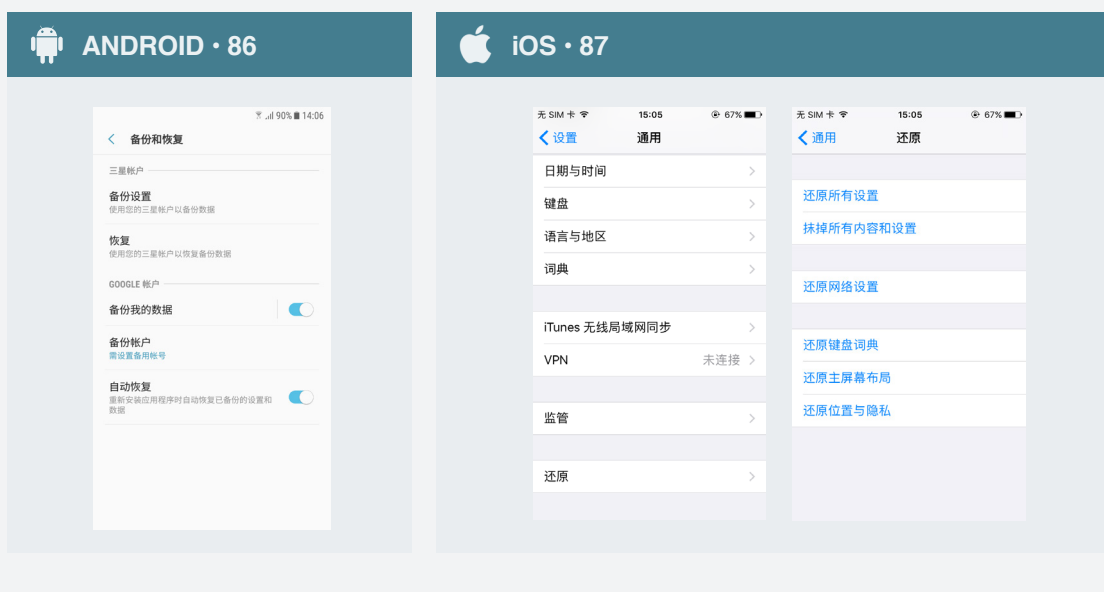 ANDROID · 86
90% 14:06
备份和恢复
三星帐户
备份设置
使用您的三星帐户以备份数据
恢复
使用您的三星帐户以恢复备份数据
GOOGLE 帐户
备份我的数据
备份帐户
需设置备用帐号
自动恢复
重新安装应用程序时自动恢复已备份的设置和
数据
iOS · 87
无 SIM 卡 15:05 67%
设置 通用
日期与时间
键盘
语言与地区
词典
iTunes 无线局域网同步
VPN 未连接
监管
还原
无 SIM 卡 15:05 67%
通用 还原
还原所有设置
抹掉所有内容和设置
还原网络设置
还原键盘词典
还原主屏幕布局
还原位置与隐私